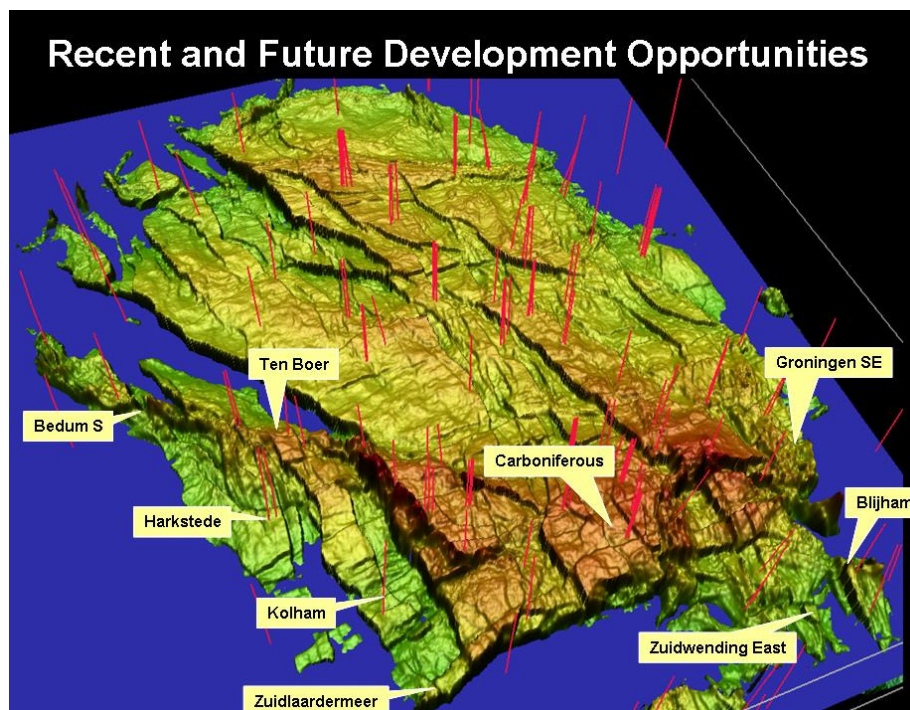 Recent and Future Development Opportunities
Ten Boer
Groningen SE
Bedum S
Carboniferous
Blijham
Harkstede
Kolham
Zuidwending East
Zuidlaardermeer